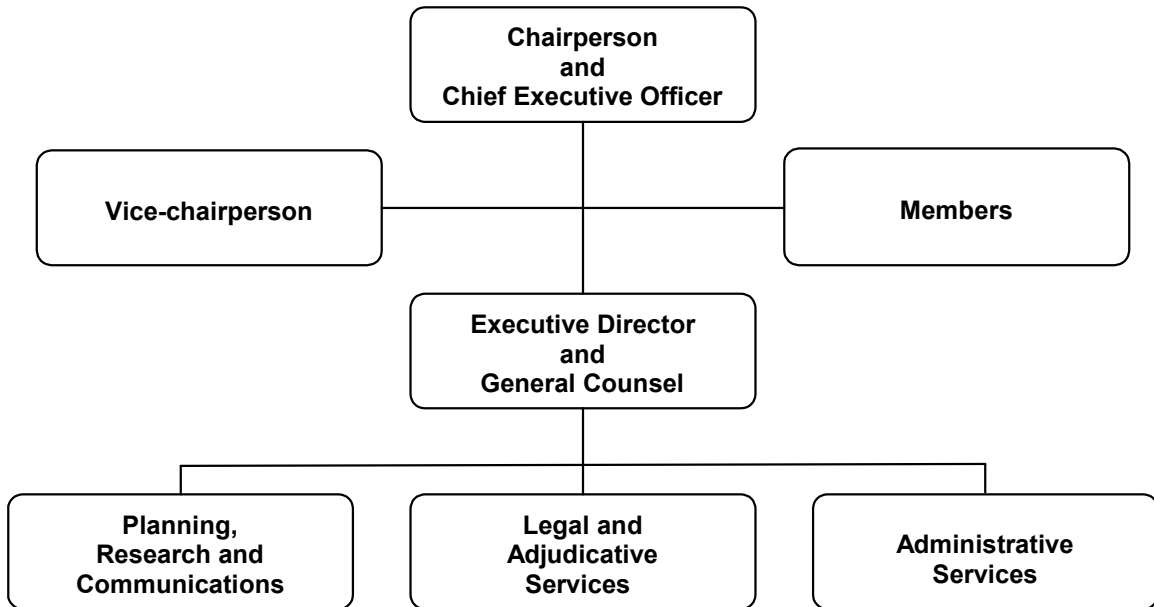 Chairperson
and
Chief Executive Officer
Vice-chairperson
Members
Executive Director
and
General Counsel
Planning,
Research and
Communications
Legal and
Adjudicative
Services
Administrative
Services